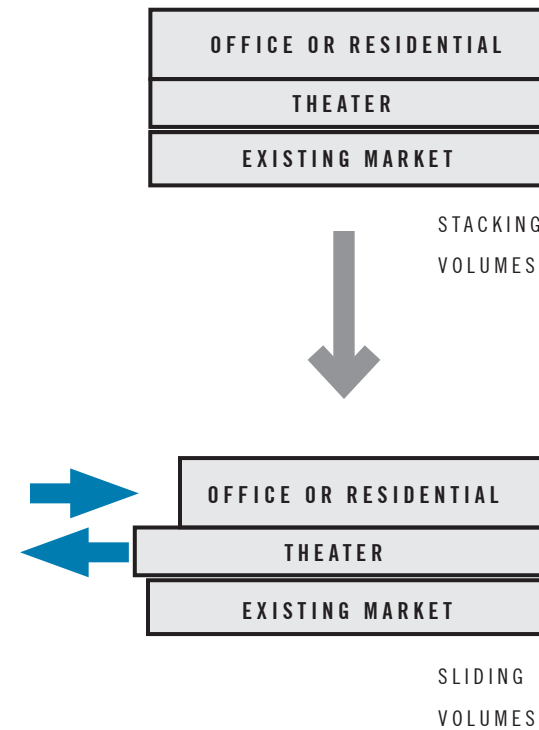 OFFICE OR RESIDENTIAL
THEATER
EXISTING MARKET
STACKING
VOLUMES
OFFICE OR RESIDENTIAL
THEATER
EXISTING MARKET
SLIDING
VOLUMES